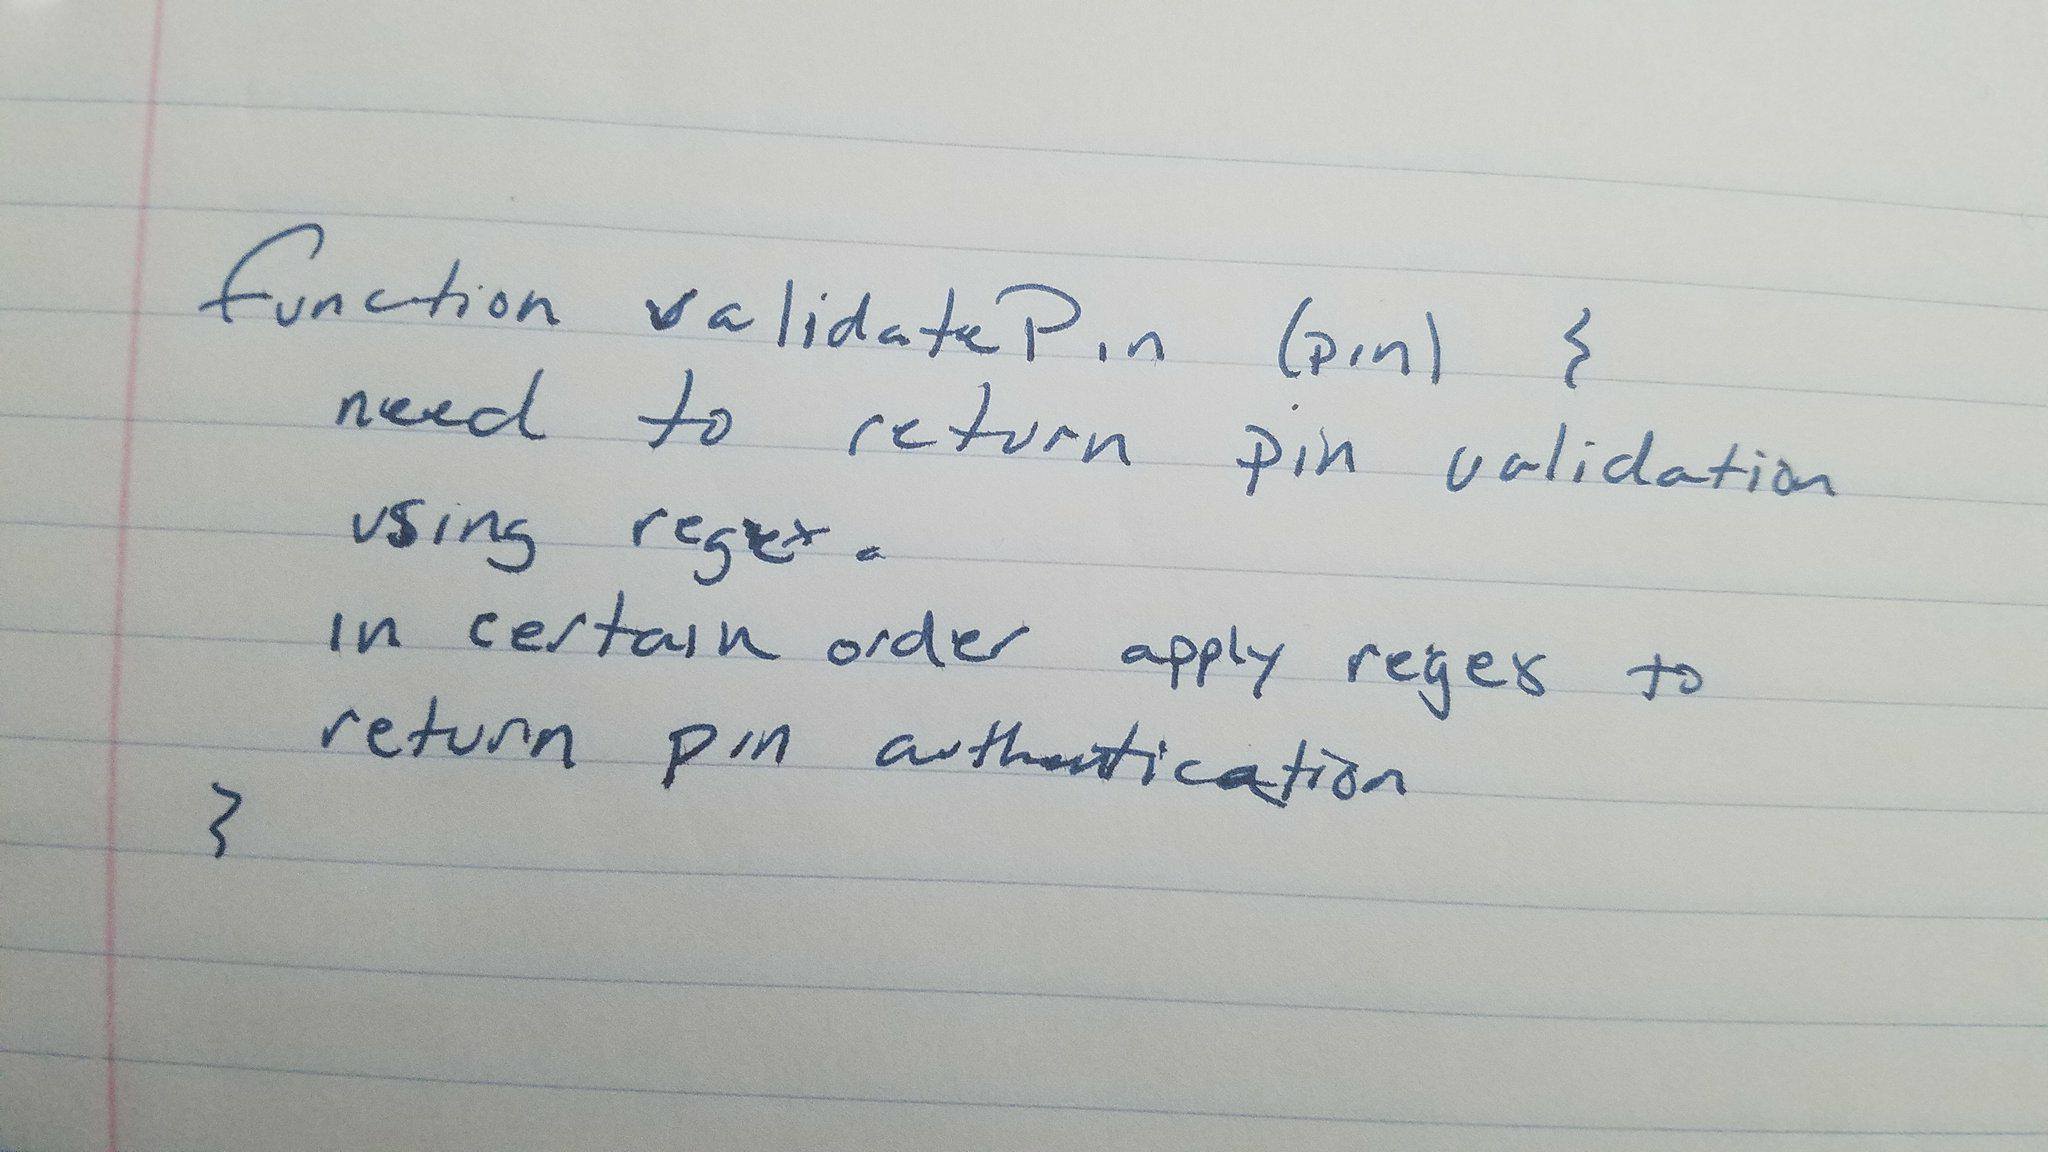 function validatePin (pin) {
need to return pin validation
using regex.
in certain order apply regex to
return pin authentication
}